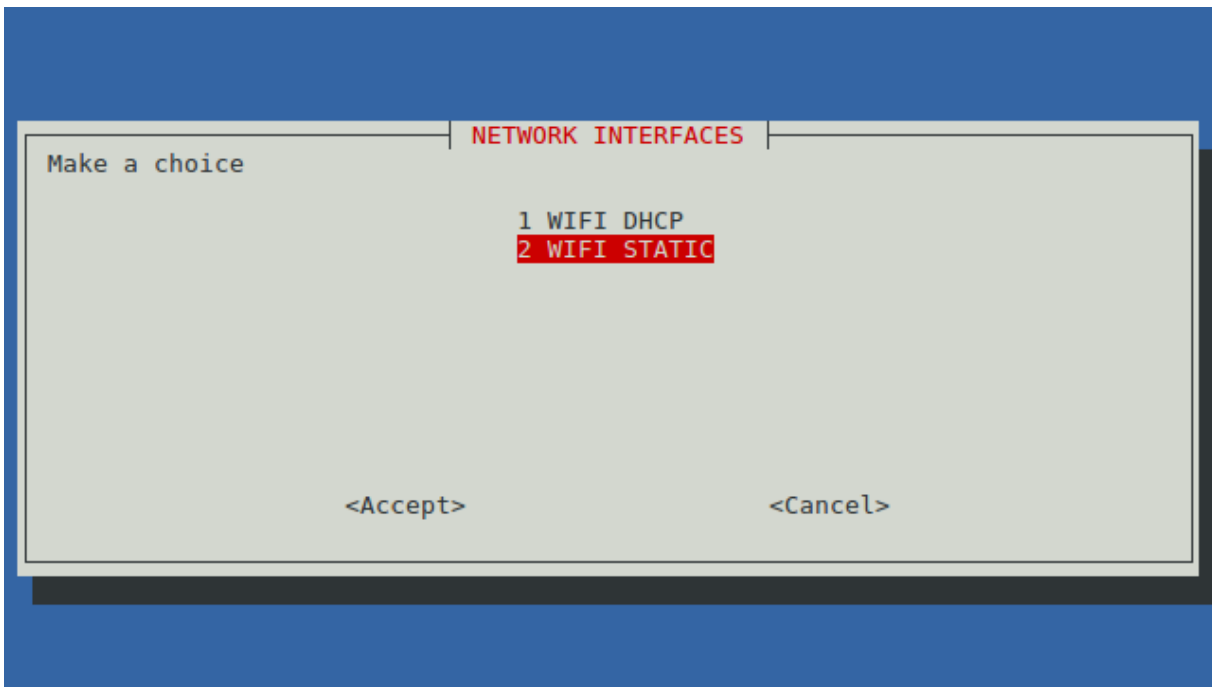 NETWORK INTERFACES
Make a choice
1 WIFI DHCP
2 WIFI STATIC
<Accept> <Cancel>